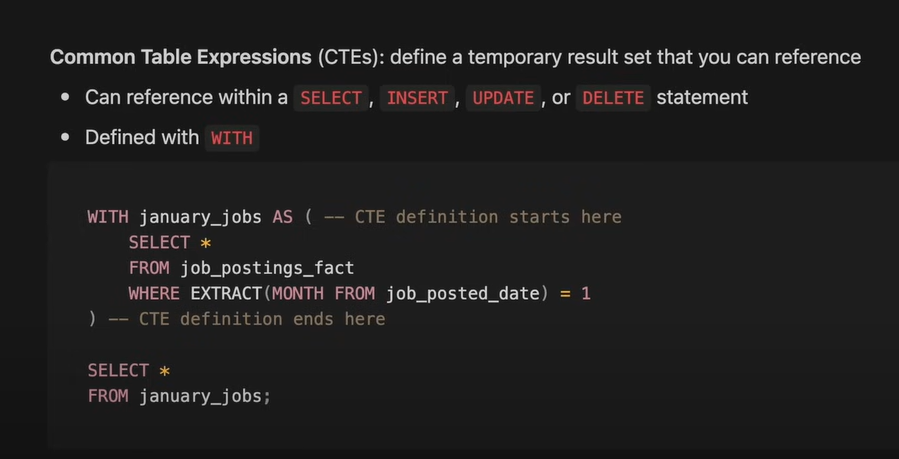 Common Table Expressions (CTEs): define a temporary result set that you can reference
• Can reference within a SELECT, INSERT, UPDATE, or DELETE statement
• Defined with WITH
WITH january_jobs AS ( -- CTE definition starts here
    SELECT *
    FROM job_postings_fact
    WHERE EXTRACT(MONTH FROM job_posted_date) = 1
) -- CTE definition ends here
SELECT *
FROM january_jobs;